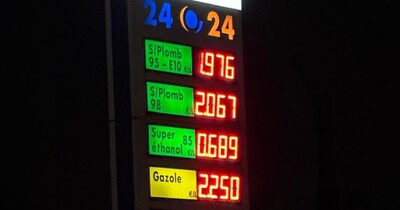 24 24
S/Plomb
95 - E10 €/L 1.976
S/Plomb
98 €/L 2.067
Super 85
éthanol €/L 0.689
Gazole €/L 2.250